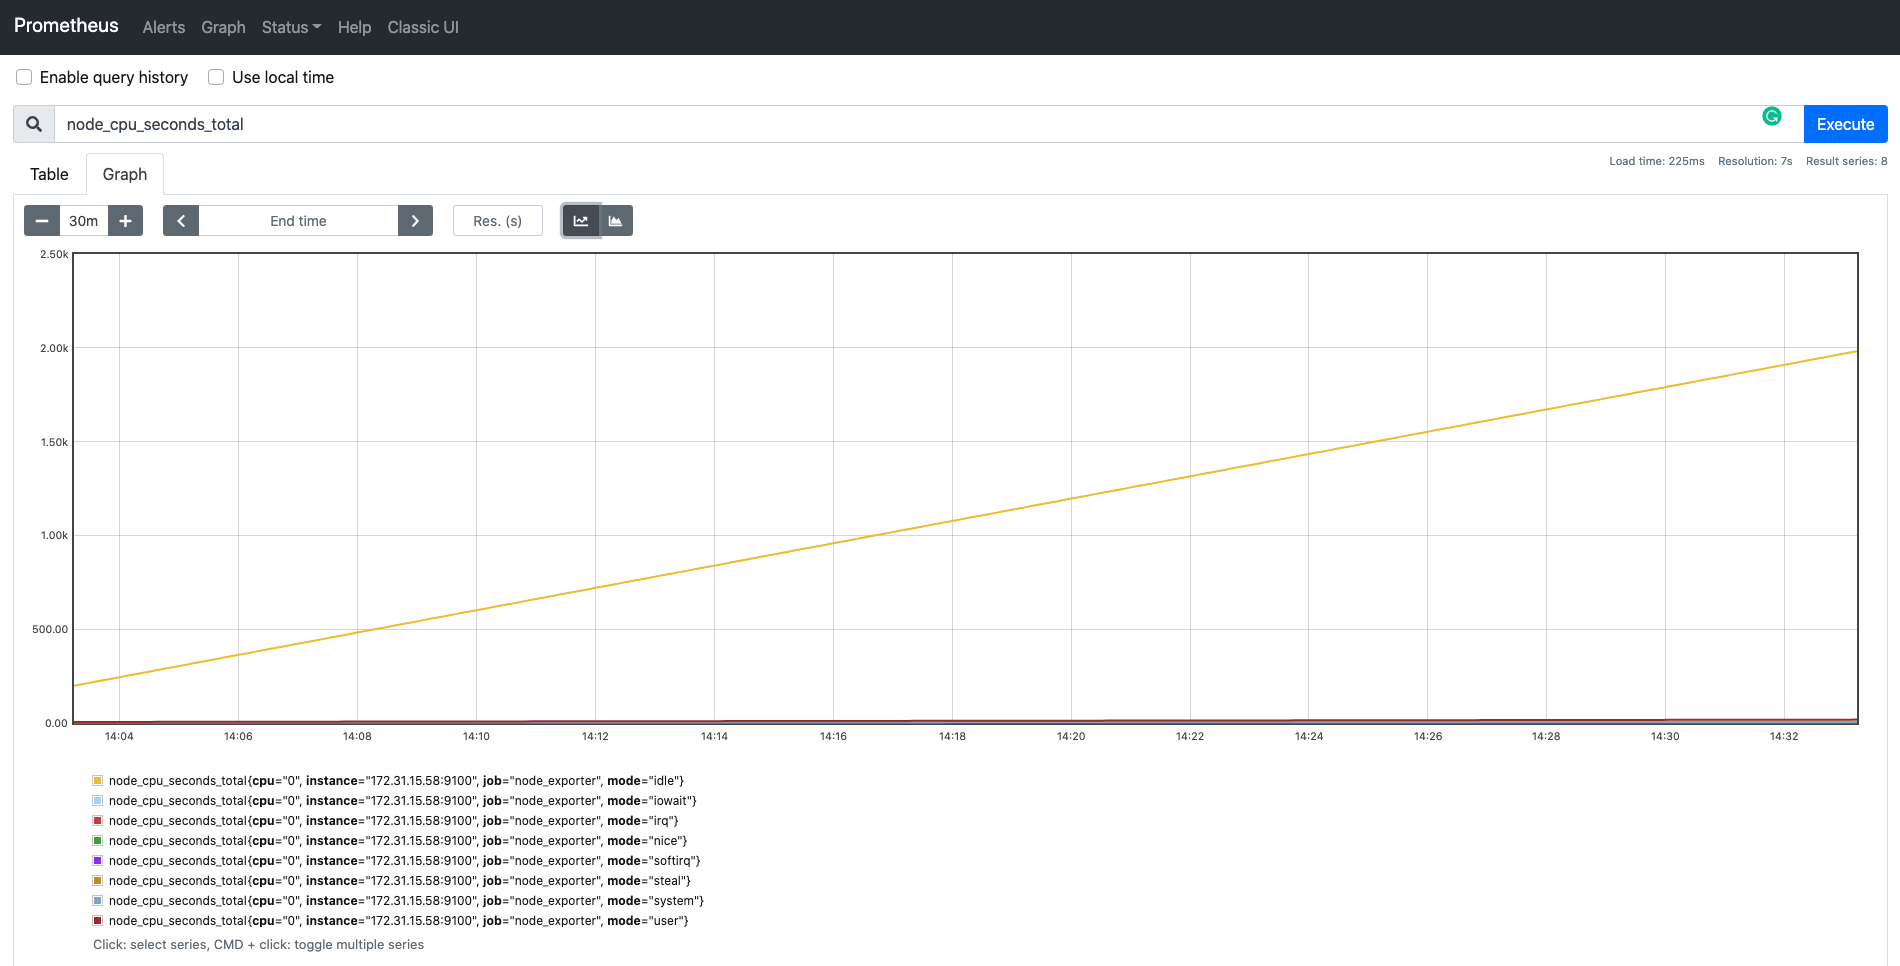 Prometheus Alerts Graph Status Help Classic UI
Enable query history Use local time
node_cpu_seconds_total Execute
Load time: 225ms Resolution: 7s Result series: 8
Table Graph
30m End time Res. (s)
2.50k
2.00k
1.50k
1.00k
500.00
0.00
14:04 14:06 14:08 14:10 14:12 14:14 14:16 14:18 14:20 14:22 14:24 14:26 14:28 14:30 14:32
node_cpu_seconds_total{cpu="0", instance="172.31.15.58:9100", job="node_exporter", mode="idle"}
node_cpu_seconds_total{cpu="0", instance="172.31.15.58:9100", job="node_exporter", mode="iowait"}
node_cpu_seconds_total{cpu="0", instance="172.31.15.58:9100", job="node_exporter", mode="irq"}
node_cpu_seconds_total{cpu="0", instance="172.31.15.58:9100", job="node_exporter", mode="nice"}
node_cpu_seconds_total{cpu="0", instance="172.31.15.58:9100", job="node_exporter", mode="softirq"}
node_cpu_seconds_total{cpu="0", instance="172.31.15.58:9100", job="node_exporter", mode="steal"}
node_cpu_seconds_total{cpu="0", instance="172.31.15.58:9100", job="node_exporter", mode="system"}
node_cpu_seconds_total{cpu="0", instance="172.31.15.58:9100", job="node_exporter", mode="user"}
Click: select series, CMD + click: toggle multiple series